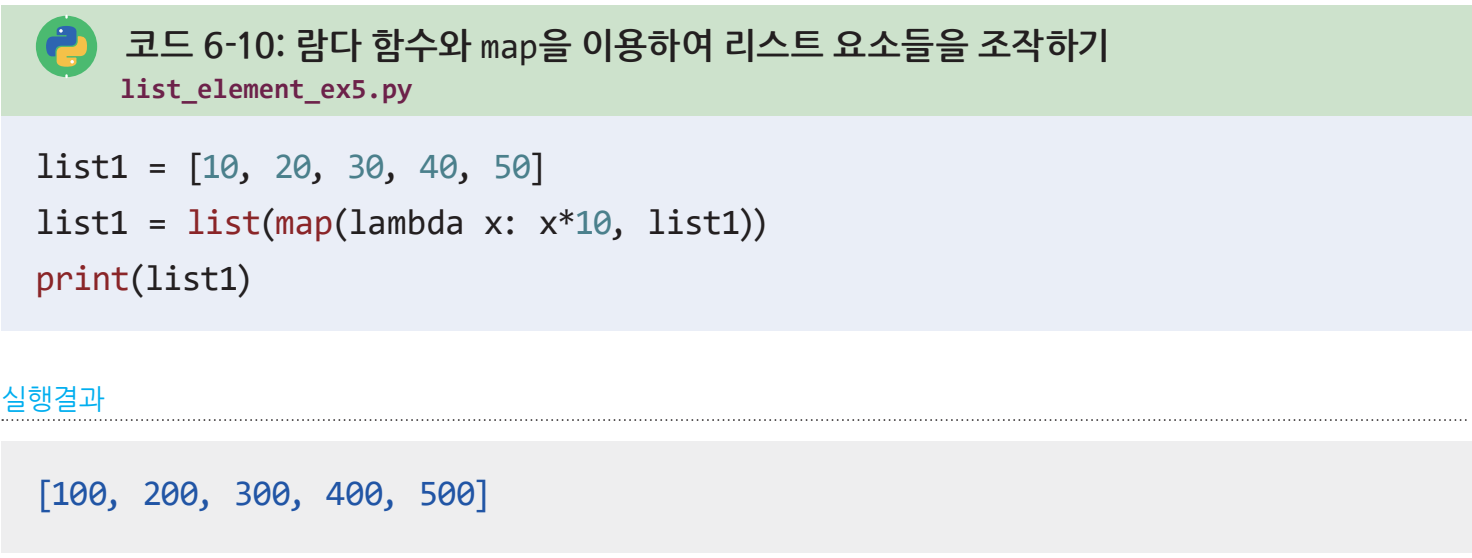 코드 6-10: 람다 함수와 map을 이용하여 리스트 요소들을 조작하기
list_element_ex5.py
list1 = [10, 20, 30, 40, 50]
list1 = list(map(lambda x: x*10, list1))
print(list1)
실행결과
[100, 200, 300, 400, 500]